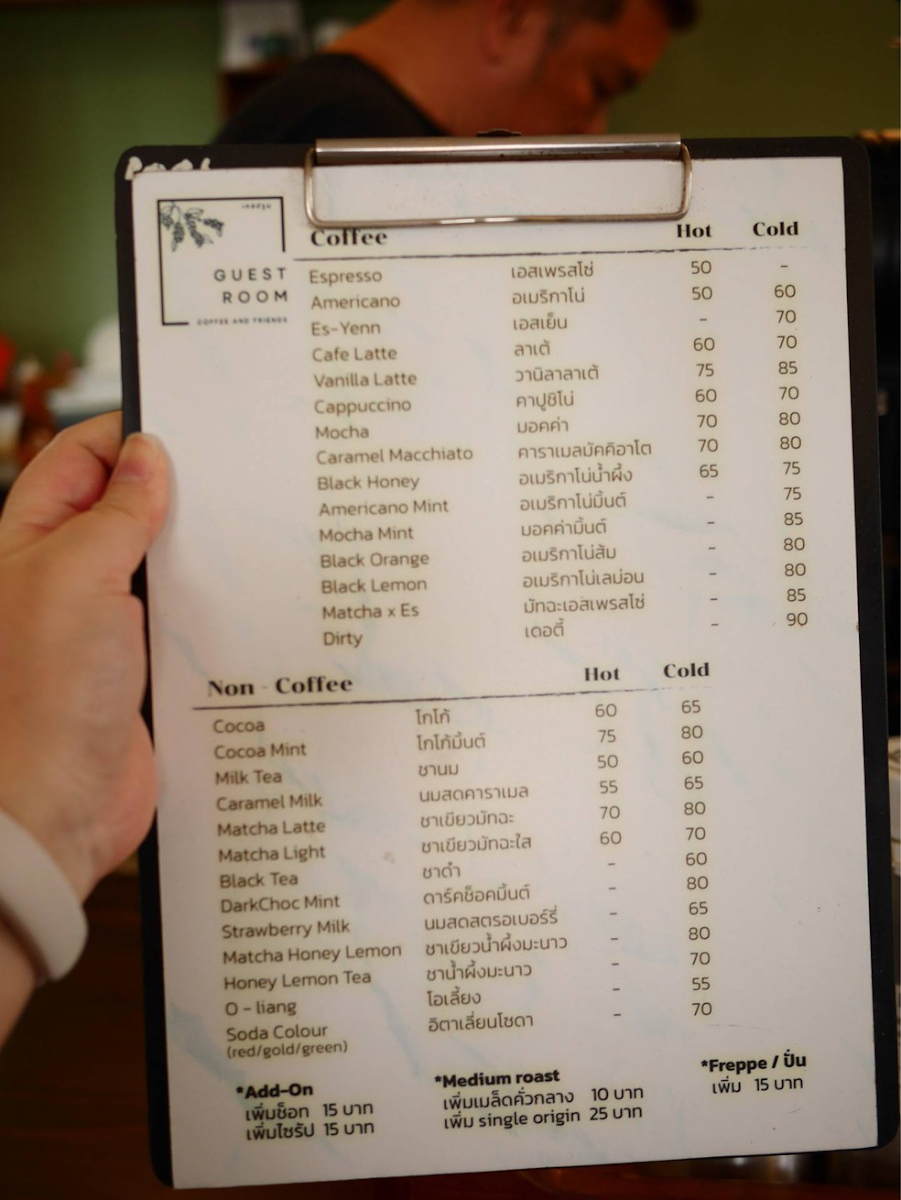 GUEST
ROOM
COFFEE AND FRIENDS
Coffee Hot Cold
Espresso เอสเพรสโซ่ 50 -
Americano อเมริกาโน่ 50 60
Es-Yenn เอสเย็น - 70
Cafe Latte ลาเต้ 60 70
Vanilla Latte วานิลาลาเต้ 75 85
Cappuccino คาปูชิโน่ 60 70
Mocha มอคค่า 70 80
Caramel Macchiato คาราเมลมัคคิอาโต 70 80
Black Honey อเมริกาโน่น้ำผึ้ง 65 75
Americano Mint อเมริกาโน่มิ้นต์ - 75
Mocha Mint มอคค่ามิ้นต์ - 85
Black Orange อเมริกาโน่ส้ม - 80
Black Lemon อเมริกาโน่เลม่อน - 80
Matcha x Es มัทฉะเอสเพรสโซ่ - 85
Dirty เดอตี้ - 90
Non - Coffee Hot Cold
Cocoa โกโก้ 60 65
Cocoa Mint โกโก้มิ้นต์ 75 80
Milk Tea ชานม 50 60
Caramel Milk นมสดคาราเมล 55 65
Matcha Latte ชาเขียวมัทฉะ 70 80
Matcha Light ชาเขียวมัทฉะใส 60 70
Black Tea ชาดำ - 60
DarkChoc Mint ดาร์คช็อคมิ้นต์ - 80
Strawberry Milk นมสดสตรอเบอร์รี่ - 65
Matcha Honey Lemon ชาเขียวน้ำผึ้งมะนาว - 80
Honey Lemon Tea ชาน้ำผึ้งมะนาว - 70
O - liang โอเลี้ยง - 55
Soda Colour อิตาเลี่ยนโซดา - 70
(red/gold/green)
*Add-On
เพิ่มช็อท 15 บาท
เพิ่มไซรัป 15 บาท
*Medium roast
เพิ่มเมล็ดคั่วกลาง 10 บาท
เพิ่ม single origin 25 บาท
*Freppe / ปั่น
เพิ่ม 15 บาท